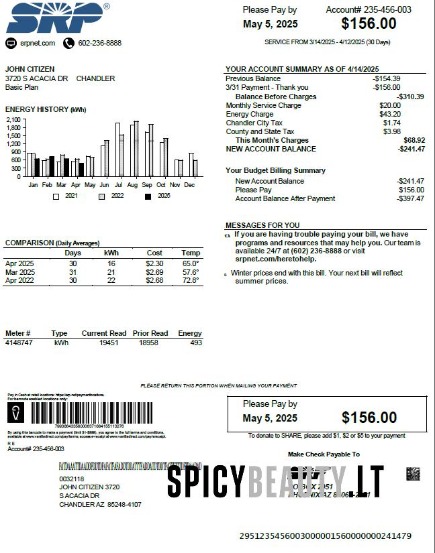 SRP
srpnet.com 602-236-8888
Please Pay by Account# 235-456-003
May 5, 2025 $156.00
SERVICE FROM 3/14/2025 - 4/12/2025 (30 Days)
JOHN CITIZEN
3720 S ACACIA DR CHANDLER
Basic Plan
ENERGY HISTORY (kWh)
2,100
1,800
1,500
1,200
900
600
300
0
Jan Feb Mar Apr May Jun Jul Aug Sep Oct Nov Dec
2021 2022 2025
COMPARISON (Daily Averages)
Days kWh Cost Temp
Apr 2025 30 16 $2.30 65.0°
Mar 2025 31 21 $2.69 57.6°
Apr 2022 30 22 $2.68 72.8°
Meter # Type Current Read Prior Read Energy
4148747 kWh 19451 18958 493
YOUR ACCOUNT SUMMARY AS OF 4/14/2025
Previous Balance -$154.39
3/31 Payment - Thank you -$156.00
Balance Before Charges -$310.39
Monthly Service Charge $20.00
Energy Charge $43.20
Chandler City Tax $1.74
County and State Tax $3.98
This Month's Charges $68.92
NEW ACCOUNT BALANCE -$241.47
Your Budget Billing Summary
New Account Balance -$241.47
Please Pay $156.00
Account Balance After Payment -$397.47
MESSAGES FOR YOU
If you are having trouble paying your bill, we have
programs and resources that may help you. Our team is
available 24/7 at (602) 236-8888 or visit
srpnet.com/heretohelp.
Winter prices end with this bill. Your next bill will reflect
summer prices.
PLEASE RETURN THIS PORTION WHEN MAILING YOUR PAYMENT
Account# 235-456-003
Please Pay by
May 5, 2025 $156.00
To donate to SHARE, please add $1, $2 or $5 to your payment
Make Check Payable To
0032118
JOHN CITIZEN 3720
S ACACIA DR
CHANDLER AZ 85248-4107
SPICYBEAUTY.LT
295123545600300000156000000024 1479